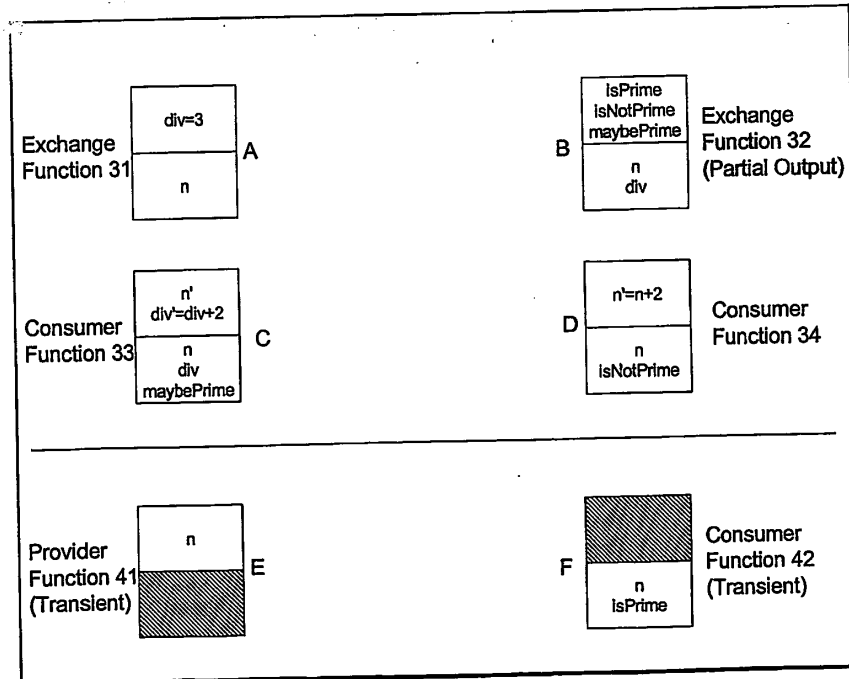 Exchange
Function 31
div=3
n
A
B
isPrime
isNotPrime
maybePrime
n
div
Exchange
Function 32
(Partial Output)
Consumer
Function 33
n'
div'=div+2
n
div
maybePrime
C
D
n'=n+2
n
isNotPrime
Consumer
Function 34
Provider
Function 41
(Transient)
n
E
F
n
isPrime
Consumer
Function 42
(Transient)